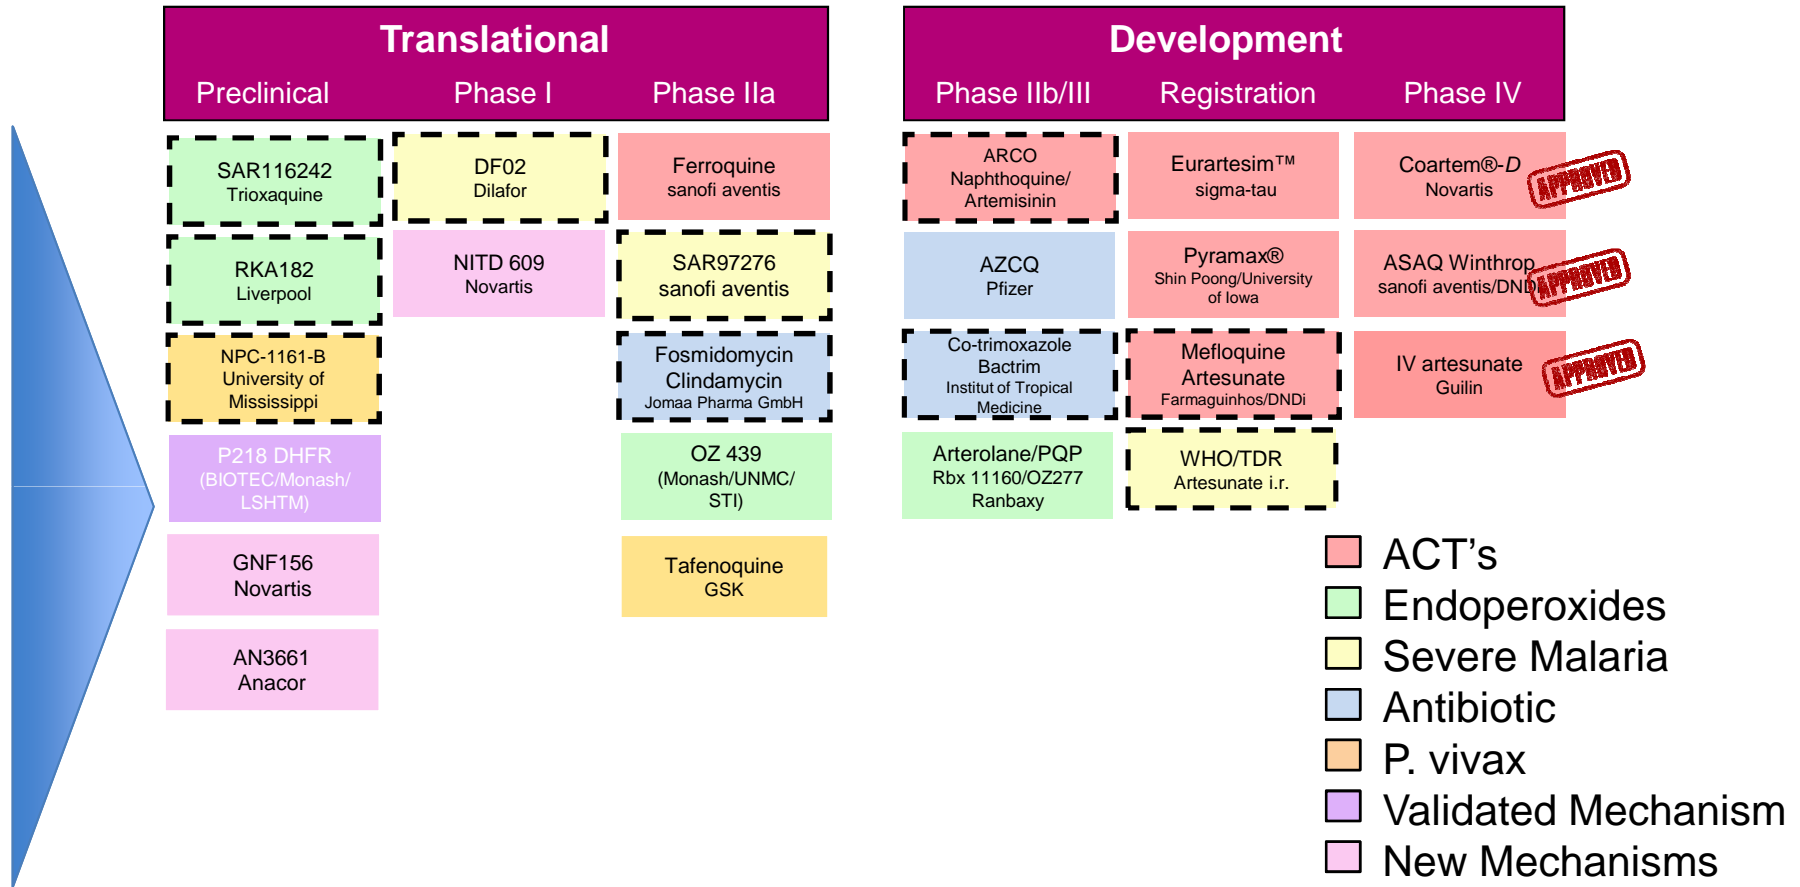 Translational
Preclinical Phase I Phase IIa
Development
Phase IIb/III Registration Phase IV
SAR116242
Trioxaquine
RKA182
Liverpool
NPC-1161-B
University of
Mississippi
P218 DHFR
(BIOTEC/Monash/
LSHTM)
GNF156
Novartis
AN3661
Anacor
DF02
Dilafor
NITD 609
Novartis
Ferroquine
sanofi aventis
SAR97276
sanofi aventis
Fosmidomycin
Clindamycin
Jomaa Pharma GmbH
OZ 439
(Monash/UNMC/
STI)
Tafenoquine
GSK
ARCO
Naphthoquine/
Artemisinin
AZCQ
Pfizer
Co-trimoxazole
Bactrim
Institut of Tropical
Medicine
Arterolane/PQP
Rbx 11160/OZ277
Ranbaxy
Eurartesim™
sigma-tau
Pyramax®
Shin Poong/University
of Iowa
Mefloquine
Artesunate
Farmaguinhos/DNDi
WHO/TDR
Artesunate i.r.
Coartem®-D
Novartis
APPROVED
ASAQ Winthrop
sanofi aventis/DNDi
APPROVED
IV artesunate
Guilin
APPROVED
ACT's
Endoperoxides
Severe Malaria
Antibiotic
P. vivax
Validated Mechanism
New Mechanisms